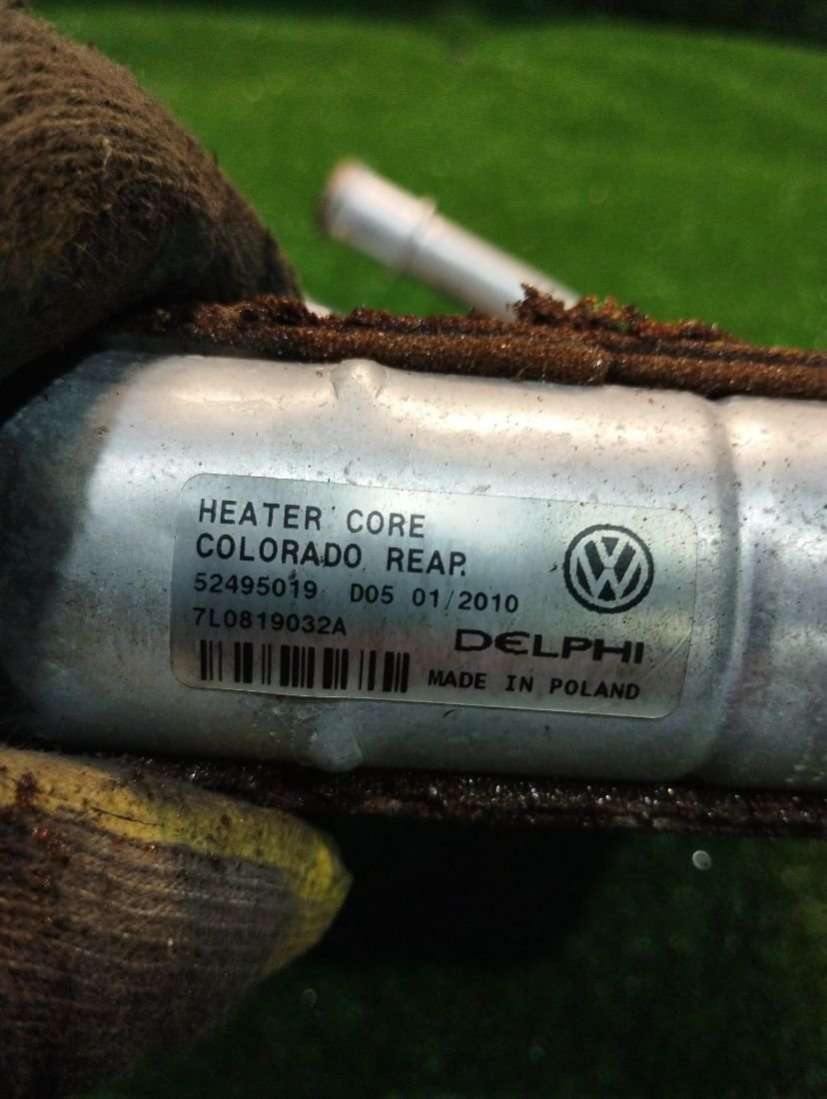 HEATER CORE
COLORADO REAP.
52495019 D05 01/2010
7L0819032A
DELPHI
MADE IN POLAND